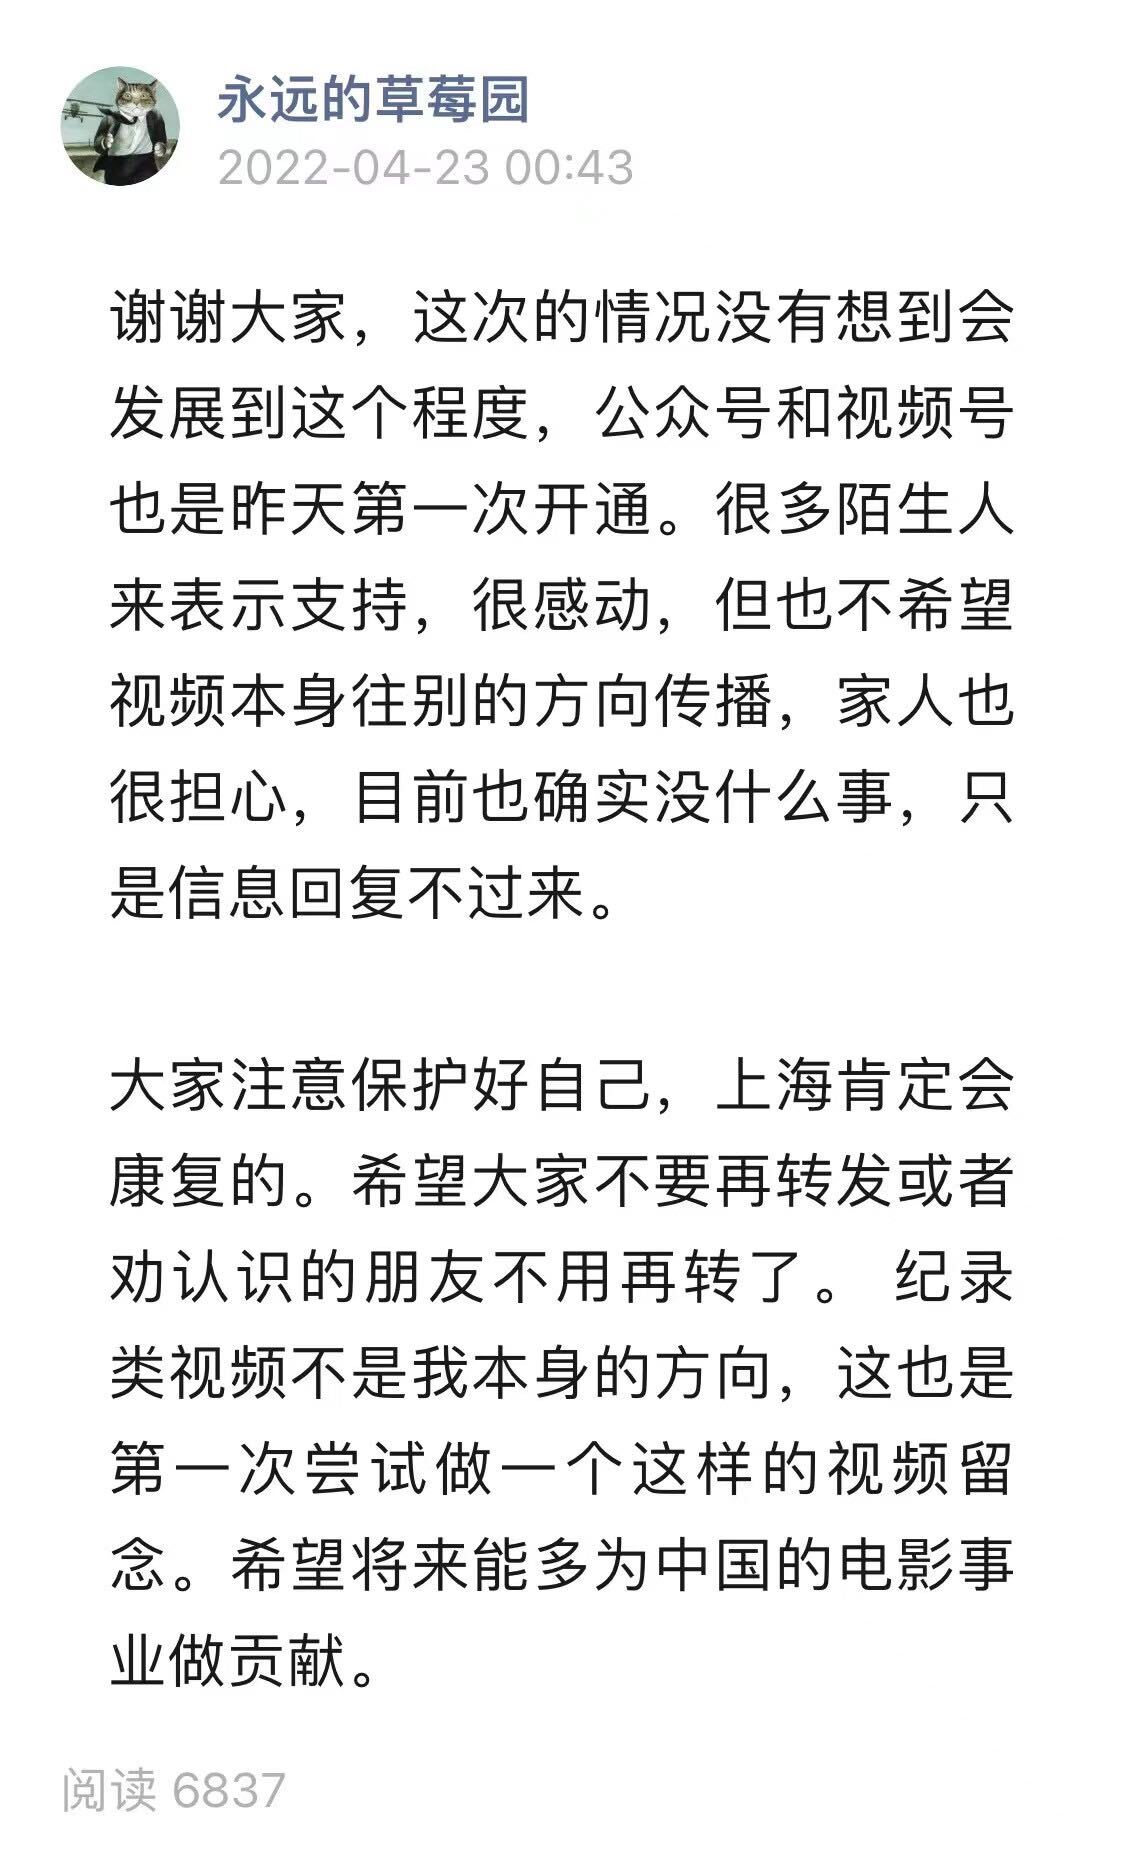 永远的草莓园
2022-04-23 00:43
谢谢大家，这次的情况没有想到会
发展到这个程度，公众号和视频号
也是昨天第一次开通。很多陌生人
来表示支持，很感动，但也不希望
视频本身往别的方向传播，家人也
很担心，目前也确实没什么事，只
是信息回复不过来。
大家注意保护好自己，上海肯定会
康复的。希望大家不要再转发或者
劝认识的朋友不用再转了。 纪录
类视频不是我本身的方向，这也是
第一次尝试做一个这样的视频留
念。希望将来能多为中国的电影事
业做贡献。
阅读 6837